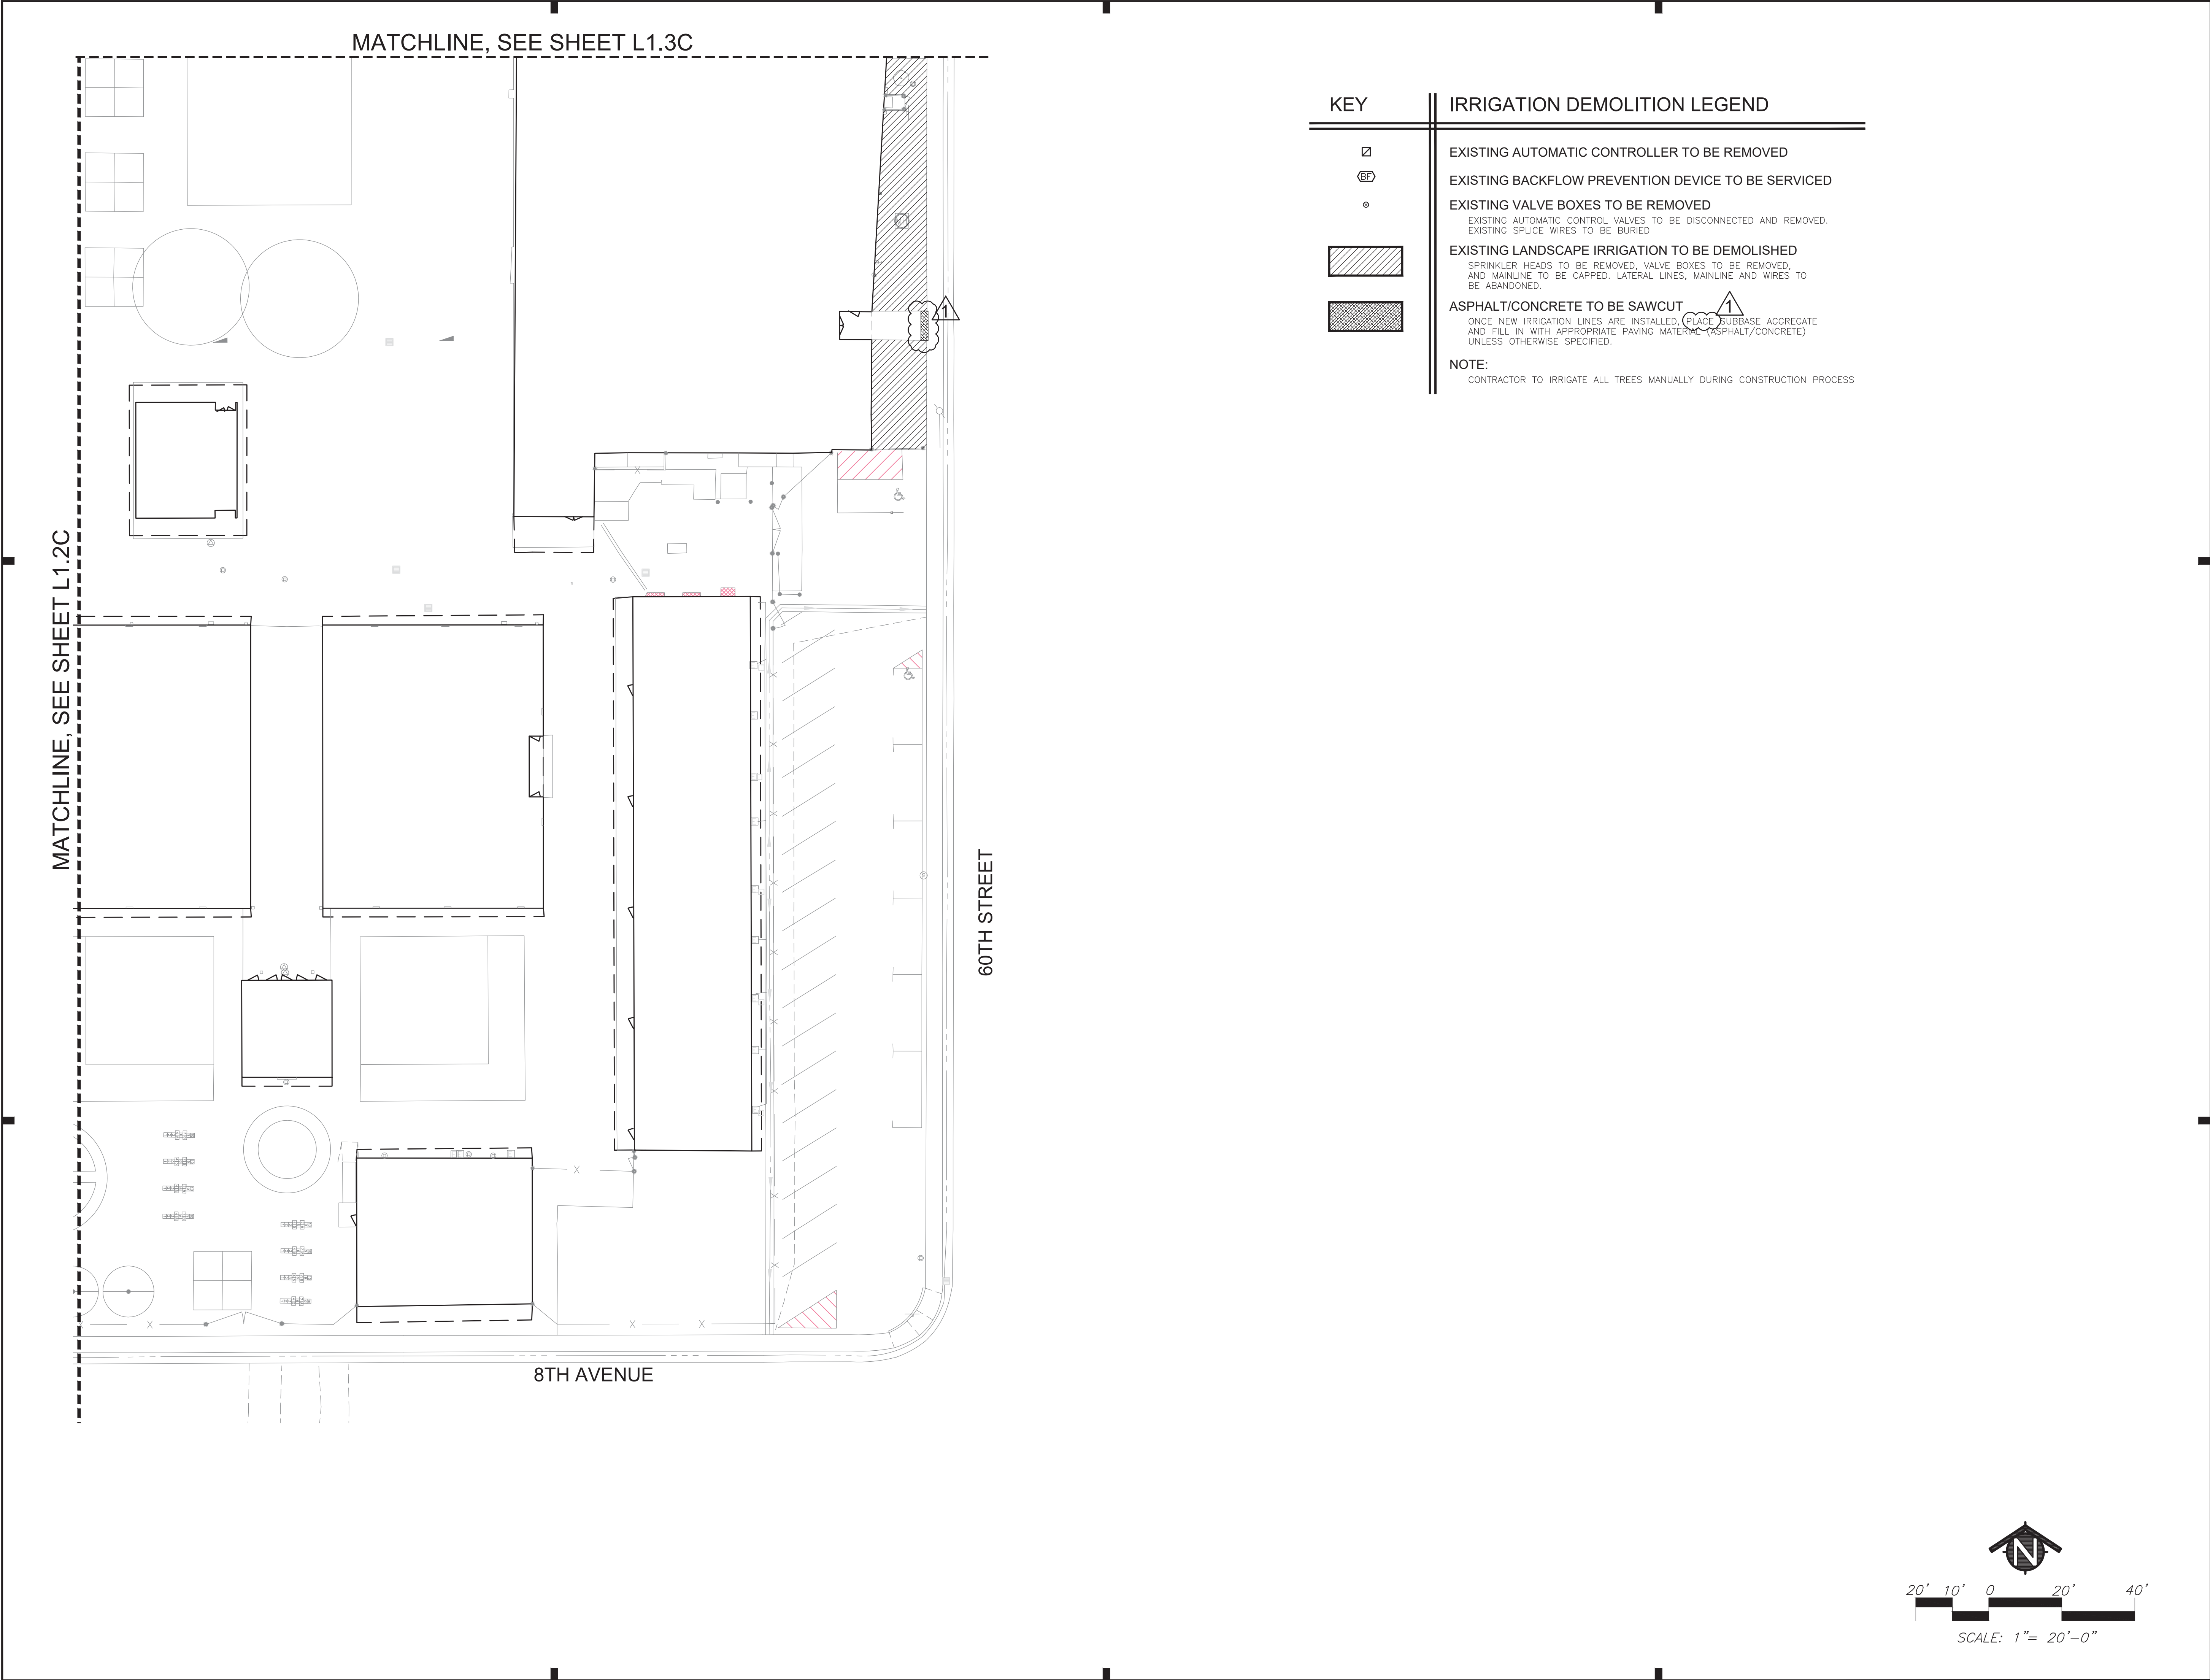 MATCHLINE, SEE SHEET L1.3C
MATCHLINE, SEE SHEET L1.2C
60TH STREET
8TH AVENUE
1
KEY
IRRIGATION DEMOLITION LEGEND
EXISTING AUTOMATIC CONTROLLER TO BE REMOVED
BF
EXISTING BACKFLOW PREVENTION DEVICE TO BE SERVICED
EXISTING VALVE BOXES TO BE REMOVED
EXISTING AUTOMATIC CONTROL VALVES TO BE DISCONNECTED AND REMOVED.
EXISTING SPLICE WIRES TO BE BURIED
EXISTING LANDSCAPE IRRIGATION TO BE DEMOLISHED
SPRINKLER HEADS TO BE REMOVED, VALVE BOXES TO BE REMOVED,
AND MAINLINE TO BE CAPPED. LATERAL LINES, MAINLINE AND WIRES TO
BE ABANDONED.
ASPHALT/CONCRETE TO BE SAWCUT
1
ONCE NEW IRRIGATION LINES ARE INSTALLED, PLACE SUBBASE AGGREGATE
AND FILL IN WITH APPROPRIATE PAVING MATERIAL (ASPHALT/CONCRETE)
UNLESS OTHERWISE SPECIFIED.
NOTE:
CONTRACTOR TO IRRIGATE ALL TREES MANUALLY DURING CONSTRUCTION PROCESS
N
20' 10' 0 20' 40'
SCALE: 1"= 20'-0"